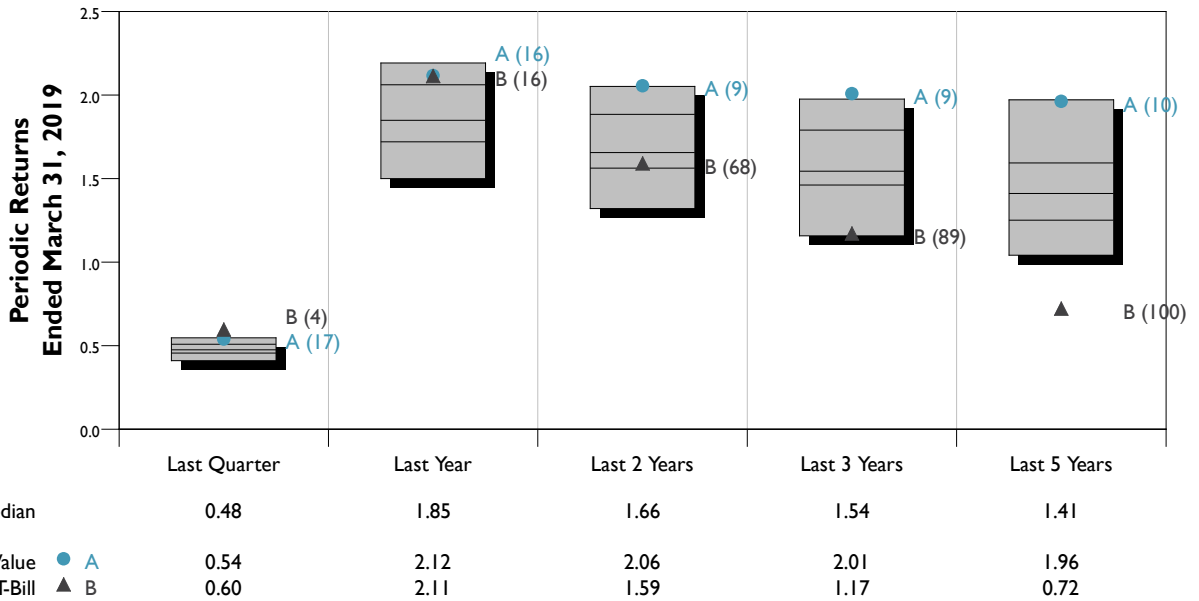 Periodic Returns
Ended March 31, 2019
2.5
2.0
1.5
1.0
0.5
0.0
B (4)
A (17)
A (16)
B (16)
A (9)
B (68)
A (9)
B (89)
A (10)
B (100)
Last Quarter Last Year Last 2 Years Last 3 Years Last 5 Years
dian 0.48 1.85 1.66 1.54 1.41
alue A 0.54 2.12 2.06 2.01 1.96
T-Bill B 0.60 2.11 1.59 1.17 0.72